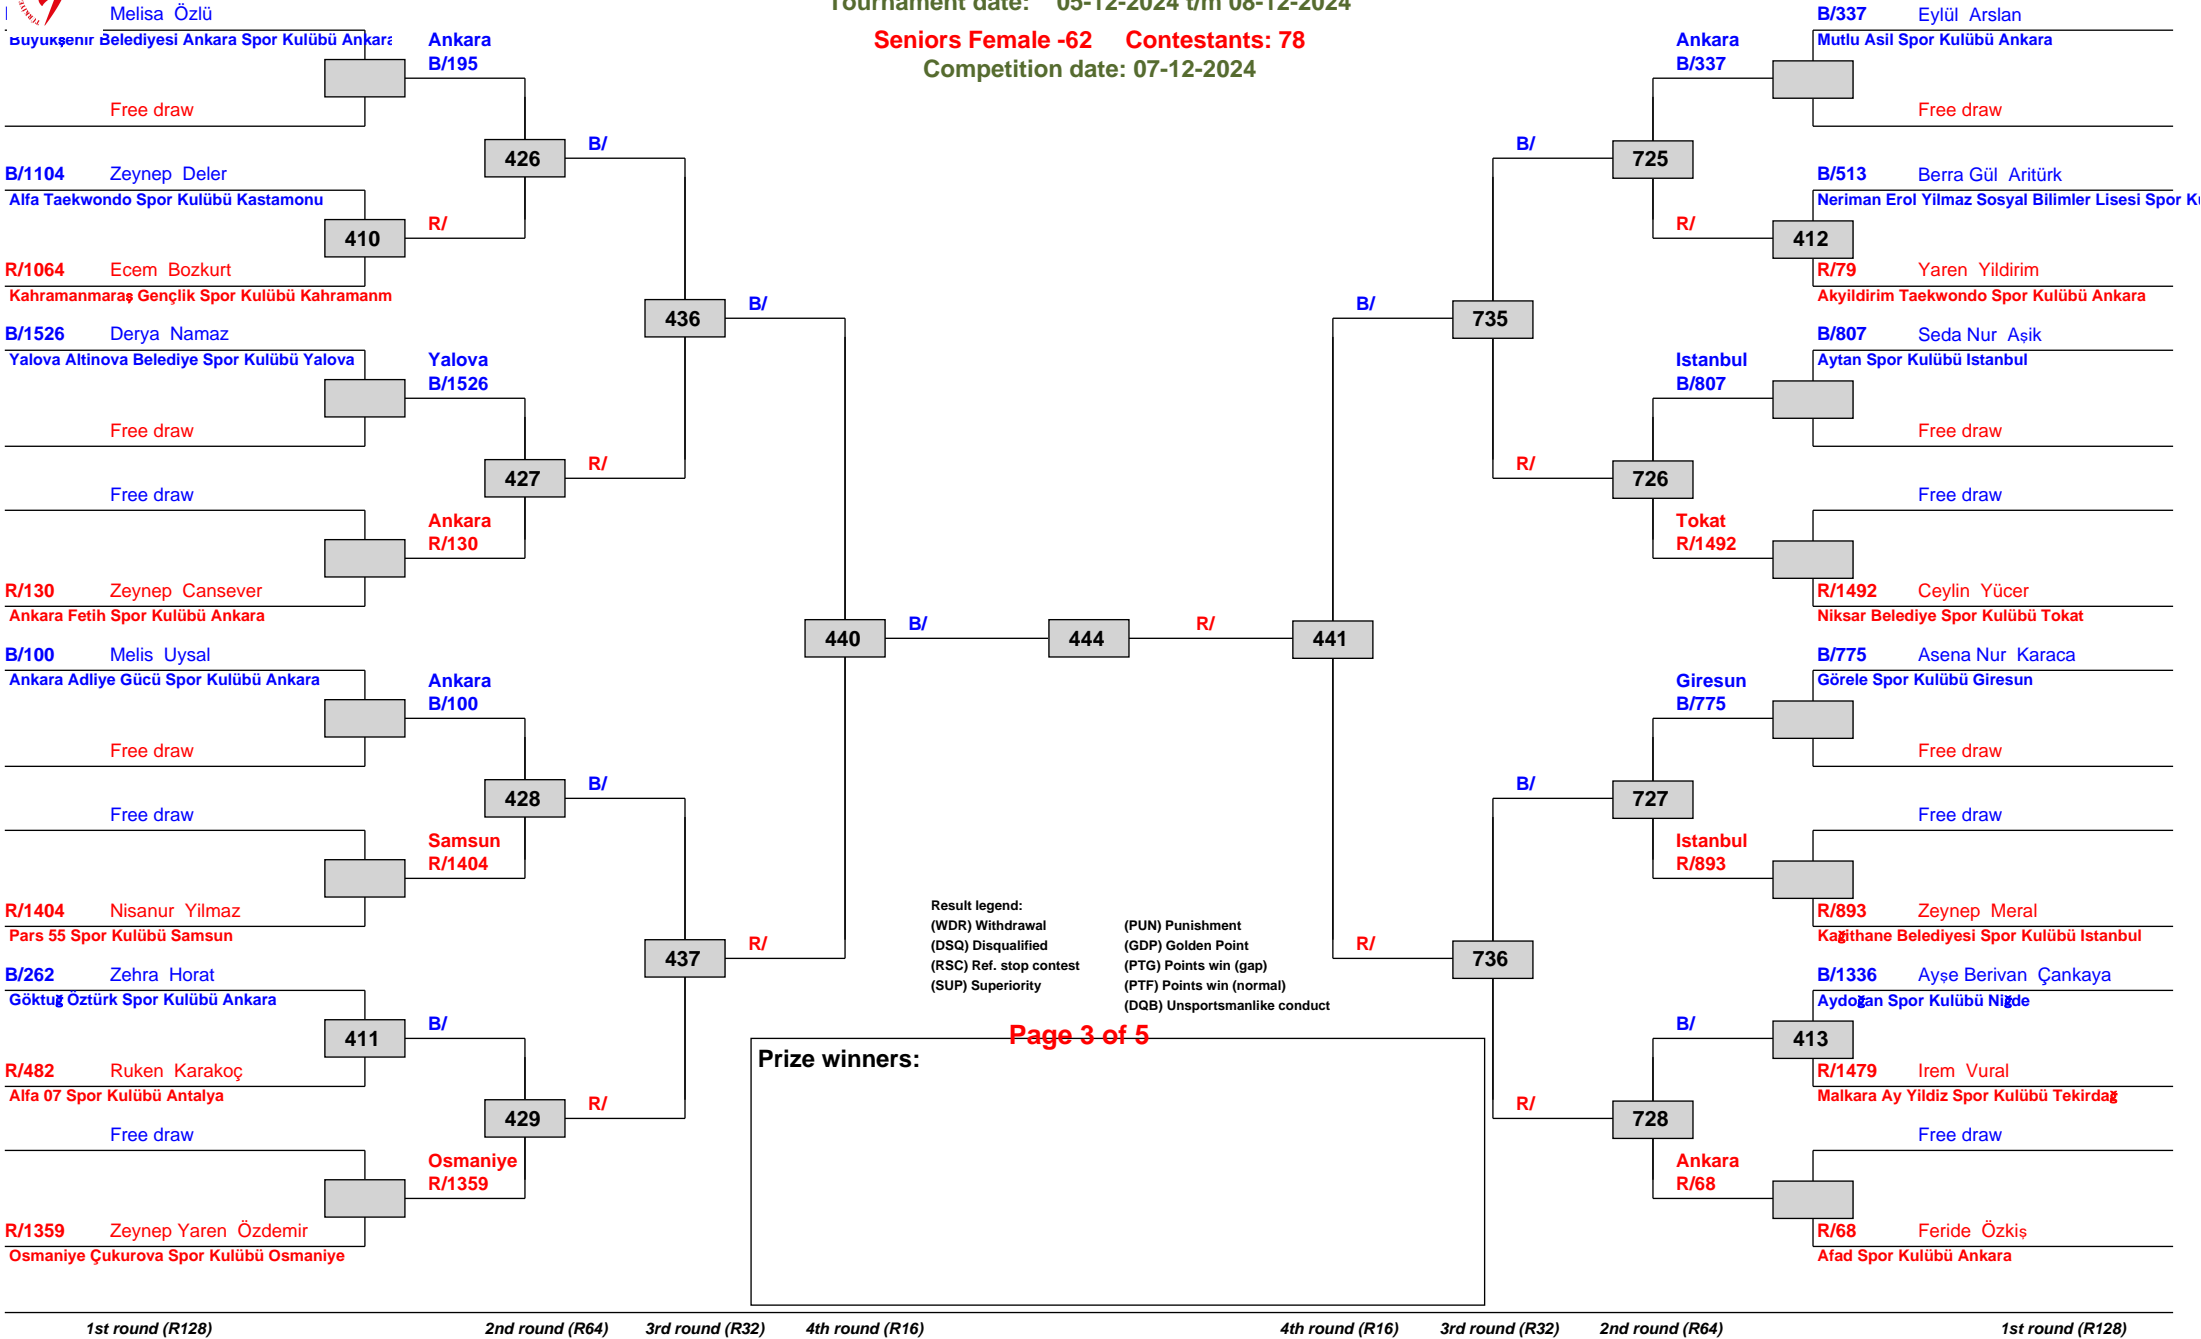 Tournament date: 05-12-2024 t/m 08-12-2024
Seniors Female -62 Contestants: 78
Competition date: 07-12-2024
Melisa Özlü
Büyükşehir Belediyesi Ankara Spor Kulübü Ankara
Ankara
B/195
Free draw
426
B/
B/1104 Zeynep Deler
Alfa Taekwondo Spor Kulübü Kastamonu
410
R/
R/1064 Ecem Bozkurt
Kahramanmaraş Gençlik Spor Kulübü Kahramanm
436
B/
B/1526 Derya Namaz
Yalova Altinova Belediye Spor Kulübü Yalova
Yalova
B/1526
Free draw
427
R/
Free draw
Ankara
R/130
R/130 Zeynep Cansever
Ankara Fetih Spor Kulübü Ankara
440
B/
B/100 Melis Uysal
Ankara Adliye Gücü Spor Kulübü Ankara
Ankara
B/100
Free draw
428
B/
Free draw
Samsun
R/1404
R/1404 Nisanur Yilmaz
Pars 55 Spor Kulübü Samsun
437
R/
B/262 Zehra Horat
Göktuğ Öztürk Spor Kulübü Ankara
411
B/
R/482 Ruken Karakoç
Alfa 07 Spor Kulübü Antalya
429
R/
Free draw
Osmaniye
R/1359
R/1359 Zeynep Yaren Özdemir
Osmaniye Çukurova Spor Kulübü Osmaniye
444
R/
441
B/337 Eylül Arslan
Mutlu Asil Spor Kulübü Ankara
Ankara
B/337
Free draw
B/
725
B/513 Berra Gül Aritürk
Neriman Erol Yilmaz Sosyal Bilimler Lisesi Spor Ku
R/
412
R/79 Yaren Yildirim
Akyildirim Taekwondo Spor Kulübü Ankara
B/
735
B/807 Seda Nur Aşik
Aytan Spor Kulübü Istanbul
Istanbul
B/807
Free draw
R/
726
Free draw
Tokat
R/1492
R/1492 Ceylin Yücer
Niksar Belediye Spor Kulübü Tokat
B/775 Asena Nur Karaca
Görele Spor Kulübü Giresun
Giresun
B/775
Free draw
B/
727
Free draw
Istanbul
R/893
R/893 Zeynep Meral
Kağithane Belediyesi Spor Kulübü Istanbul
R/
736
B/1336 Ayşe Berivan Çankaya
Aydoğan Spor Kulübü Niğde
B/
413
R/1479 Irem Vural
Malkara Ay Yildiz Spor Kulübü Tekirdağ
R/
728
Free draw
Ankara
R/68
R/68 Feride Özkiş
Afad Spor Kulübü Ankara
Result legend:
(WDR) Withdrawal (PUN) Punishment
(DSQ) Disqualified (GDP) Golden Point
(RSC) Ref. stop contest (PTG) Points win (gap)
(SUP) Superiority (PTF) Points win (normal)
(DQB) Unsportsmanlike conduct
Page 3 of 5
Prize winners:
1st round (R128) 2nd round (R64) 3rd round (R32) 4th round (R16) 4th round (R16) 3rd round (R32) 2nd round (R64) 1st round (R128)